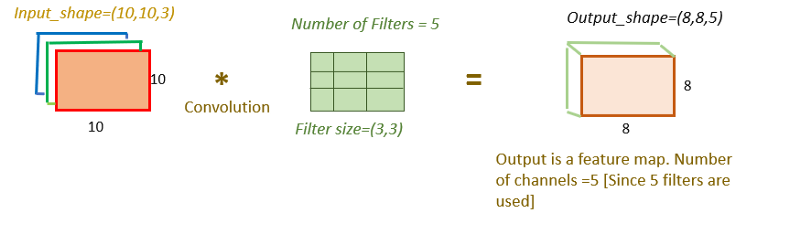 Input_shape=(10,10,3)
Number of Filters = 5
Output_shape=(8,8,5)
10
*
=
8
Convolution
10
Filter size=(3,3)
8
Output is a feature map. Number
of channels =5 [Since 5 filters are
used]